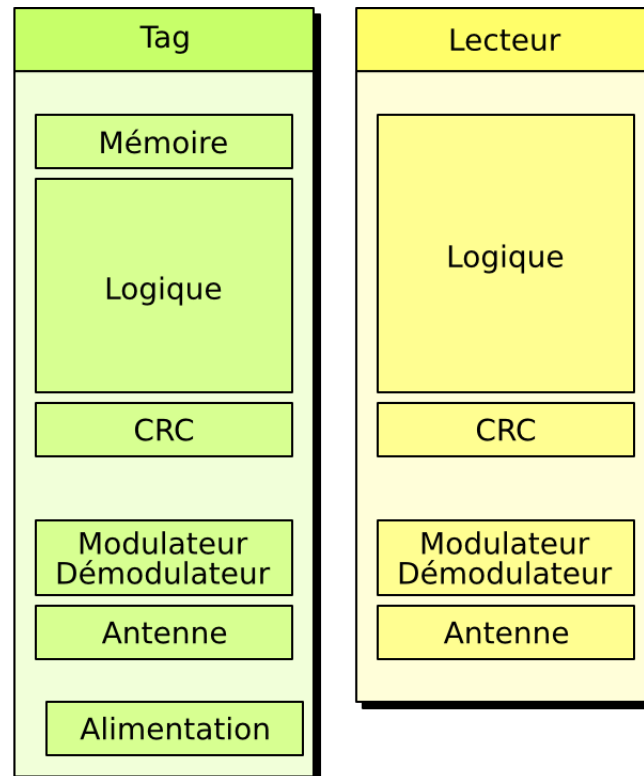 Tag
Mémoire
Logique
CRC
Modulateur
Démodulateur
Antenne
Alimentation
Lecteur
Logique
CRC
Modulateur
Démodulateur
Antenne